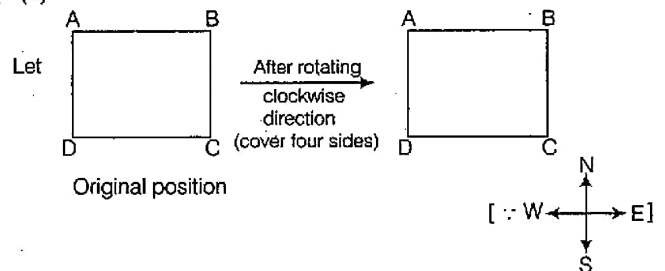 A B A B
Let After rotating
clockwise
direction
(cover four sides)
D C D C
Original position
N
[ ∵ W E ]
S